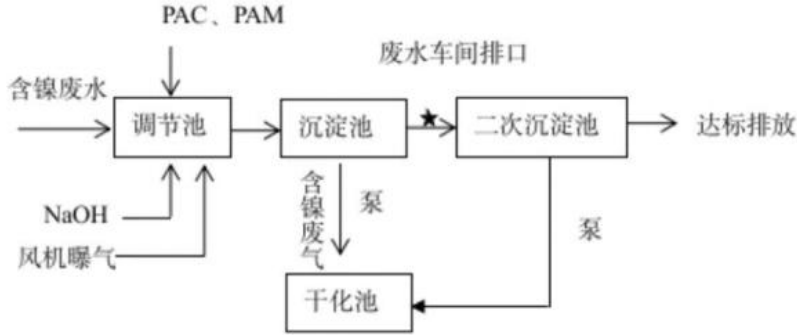 PAC、PAM
废水车间排口
含镍废水
调节池
沉淀池
二次沉淀池
达标排放
NaOH
风机曝气
含镍废气
泵
泵
干化池